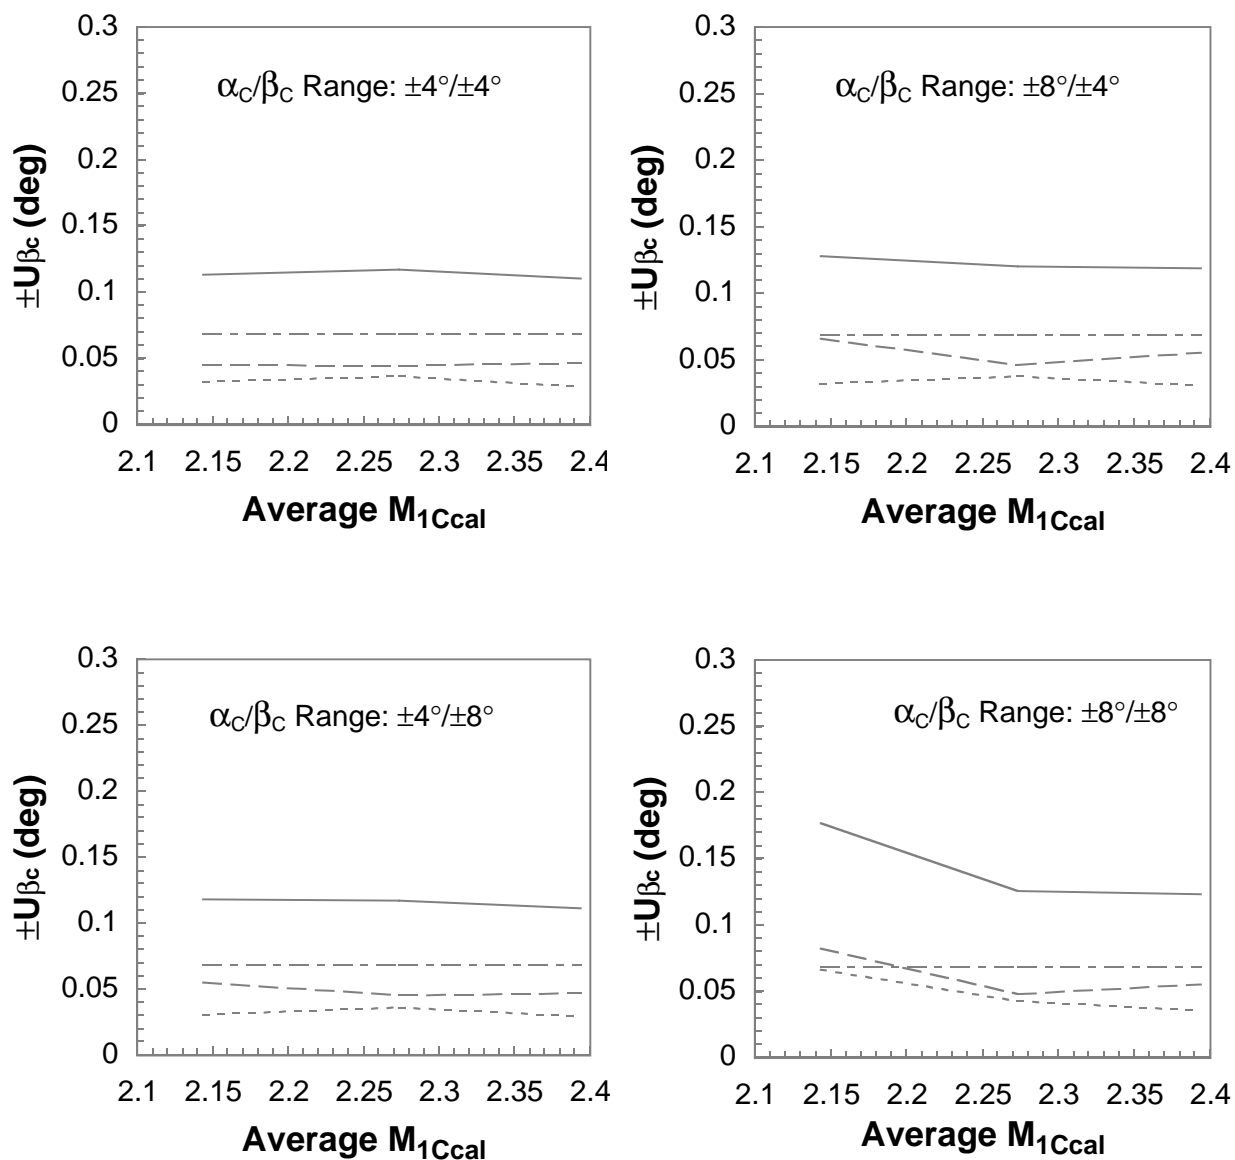 0.3
0.25
0.2
0.15
0.1
0.05
0
±Uβc (deg)
αC/βC Range: ±4°/±4°
2.1 2.15 2.2 2.25 2.3 2.35 2.4
Average M1Ccal
0.3
0.25
0.2
0.15
0.1
0.05
0
±Uβc (deg)
αC/βC Range: ±8°/±4°
2.1 2.15 2.2 2.25 2.3 2.35 2.4
Average M1Ccal
0.3
0.25
0.2
0.15
0.1
0.05
0
±Uβc (deg)
αC/βC Range: ±4°/±8°
2.1 2.15 2.2 2.25 2.3 2.35 2.4
Average M1Ccal
0.3
0.25
0.2
0.15
0.1
0.05
0
±Uβc (deg)
αC/βC Range: ±8°/±8°
2.1 2.15 2.2 2.25 2.3 2.35 2.4
Average M1Ccal